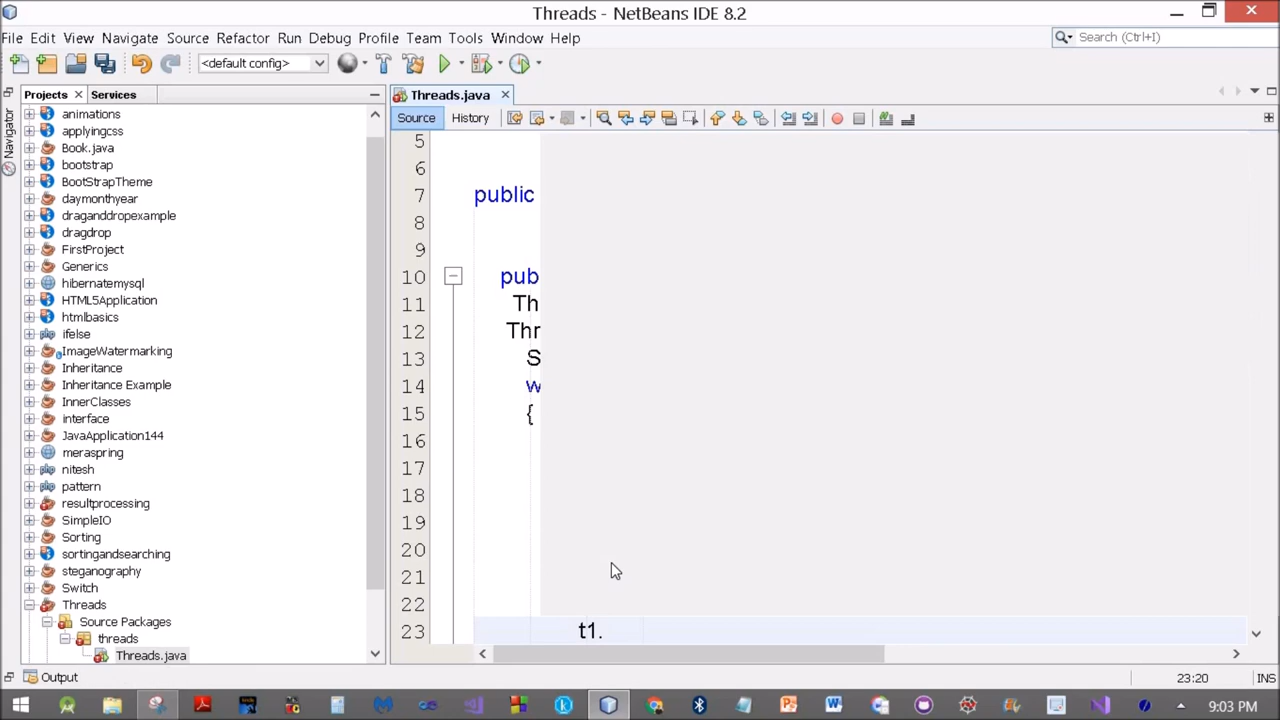 Threads - NetBeans IDE 8.2
File Edit View Navigate Source Refactor Run Debug Profile Team Tools Window Help
Search (Ctrl+I)
<default config>
Projects
Services
Threads.java
Navigator
Source
History
animations
applyingcss
Book.java
bootstrap
BootStrapTheme
daymonthyear
draganddropexample
dragdrop
FirstProject
Generics
hibernatemysql
HTML5Application
htmlbasics
ifelse
ImageWatermarking
Inheritance
Inheritance Example
InnerClasses
interface
JavaApplication144
meraspring
nitesh
pattern
resultprocessing
SimpleIO
Sorting
sortingandsearching
steganography
Switch
Threads
Source Packages
threads
Threads.java
5
6
7 public
8
9
10 pub
11 Th
12 Thr
13 S
14 w
15 {
16
17
18
19
20
21
22
23 t1.
Output
23:20
INS
9:03 PM